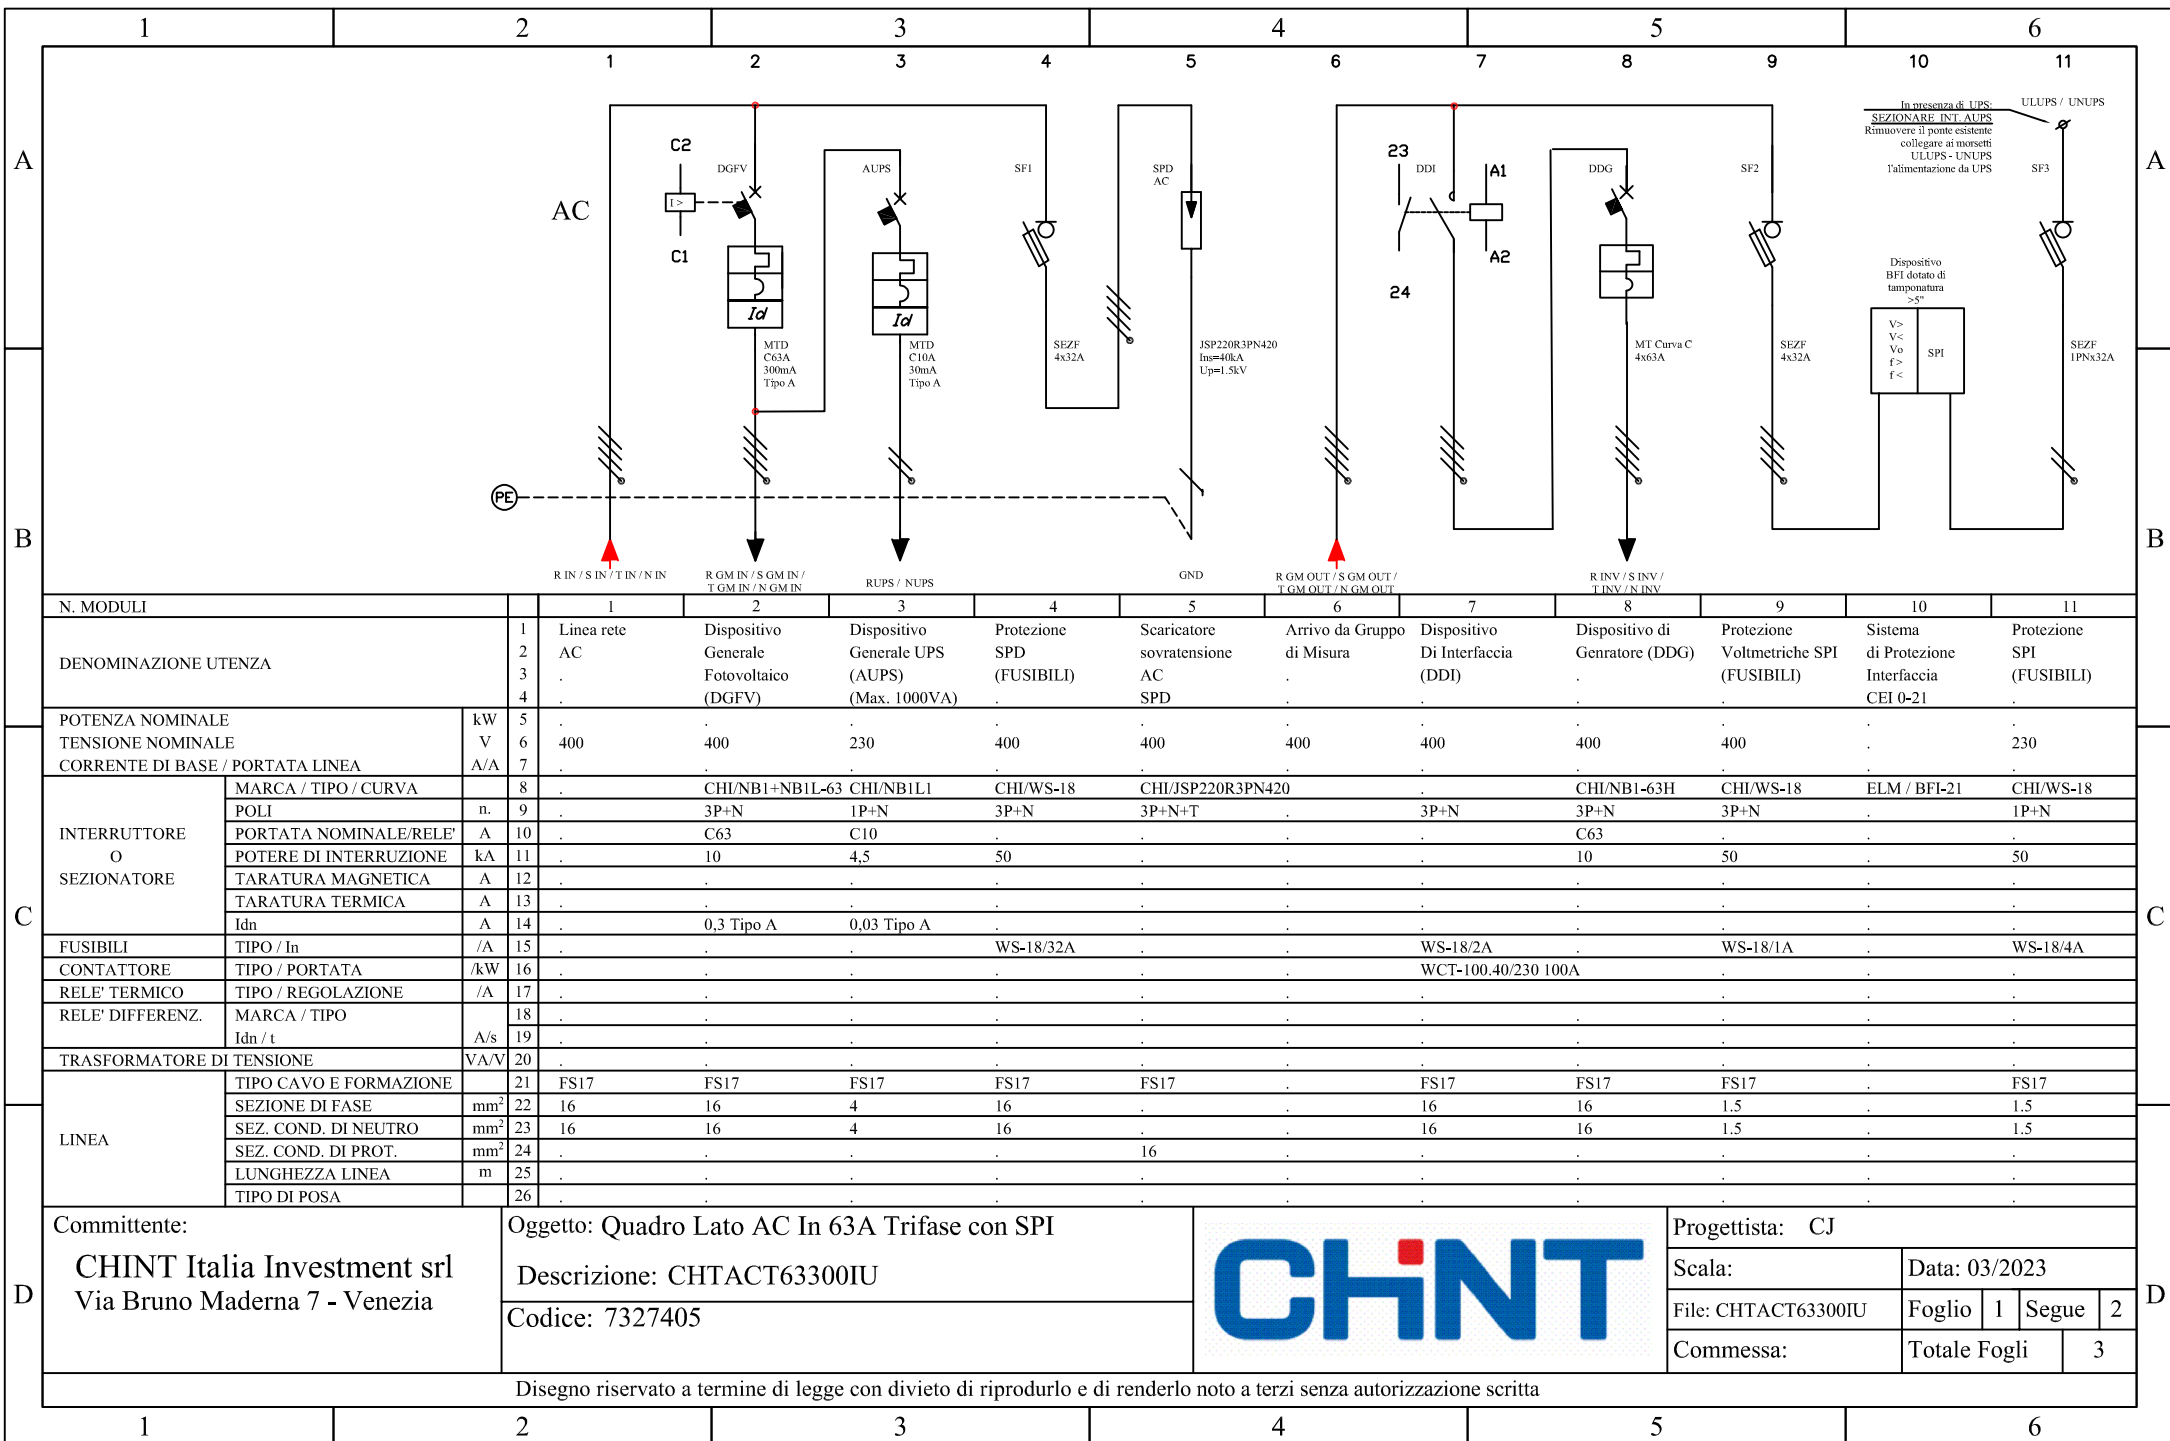 1 2 3 4 5 6
1 2 3 4 5 6 7 8 9 10 11
A
A
B
B
C
C
D
D
AC
C2
I >
C1
DGFV
Id
MTD
C63A
300mA
Tipo A
AUPS
Id
MTD
C10A
30mA
Tipo A
SF1
SEZF
4x32A
SPD
AC
JSP220R3PN420
Ins=40kA
Up=1.5kV
23
24
DDI
A1
A2
DDG
MT Curva C
4x63A
SF2
SEZF
4x32A
In presenza di UPS:
SEZIONARE INT. AUPS
Rimuovere il ponte esistente
collegare ai morsetti
ULUPS - UNUPS
l'alimentazione da UPS
ULUPS / UNUPS
SF3
Dispositivo
BFI dotato di
tamponatura
>5"
V>
V<
Vo
f >
f <
SPI
SEZF
1PNx32A
PE
R IN / S IN / T IN / N IN
R GM IN / S GM IN /
T GM IN / N GM IN
RUPS / NUPS
GND
R GM OUT / S GM OUT /
T GM OUT / N GM OUT
R INV / S INV /
T INV / N INV
N. MODULI 1 2 3 4 5 6 7 8 9 10 11
DENOMINAZIONE UTENZA
1 Linea rete Dispositivo Dispositivo Protezione Scaricatore Arrivo da Gruppo Dispositivo Dispositivo di Protezione Sistema Protezione
2 AC Generale Generale UPS SPD sovratensione di Misura Di Interfaccia Genratore (DDG) Voltmetriche SPI di Protezione SPI
3 . Fotovoltaico (AUPS) (FUSIBILI) AC . (DDI) . (FUSIBILI) Interfaccia (FUSIBILI)
4 . (DGFV) (Max. 1000VA) . SPD . . . . CEI 0-21 .
POTENZA NOMINALE kW 5 . . . . . . . . . . .
TENSIONE NOMINALE V 6 400 400 230 400 400 400 400 400 400 . 230
CORRENTE DI BASE / PORTATA LINEA A/A 7 . . . . . . . . . . .
INTERRUTTORE
O
SEZIONATORE
MARCA / TIPO / CURVA 8 . CHI/NB1+NB1L-63 CHI/NB1L1 CHI/WS-18 CHI/JSP220R3PN420 . CHI/NB1-63H CHI/WS-18 ELM / BFI-21 CHI/WS-18
POLI n. 9 . 3P+N 1P+N 3P+N 3P+N+T . 3P+N 3P+N 3P+N . 1P+N
PORTATA NOMINALE/RELE' A 10 . C63 C10 . . . . C63 . . .
POTERE DI INTERRUZIONE kA 11 . 10 4,5 50 . . . 10 50 . 50
TARATURA MAGNETICA A 12 . . . . . . . . . . .
TARATURA TERMICA A 13 . . . . . . . . . . .
Idn A 14 . 0,3 Tipo A 0,03 Tipo A . . . . . . . .
FUSIBILI TIPO / In /A 15 . . . WS-18/32A . . WS-18/2A . WS-18/1A . WS-18/4A
CONTATTORE TIPO / PORTATA /kW 16 . . . . . . WCT-100.40/230 100A . . .
RELE' TERMICO TIPO / REGOLAZIONE /A 17 . . . . . . . . . . .
RELE' DIFFERENZ. MARCA / TIPO 18 . . . . . . . . . . .
Idn / t A/s 19 . . . . . . . . . . .
TRASFORMATORE DI TENSIONE VA/V 20 . . . . . . . . . . .
LINEA
TIPO CAVO E FORMAZIONE 21 FS17 FS17 FS17 FS17 FS17 . FS17 FS17 FS17 . FS17
SEZIONE DI FASE mm² 22 16 16 4 16 . . 16 16 1.5 . 1.5
SEZ. COND. DI NEUTRO mm² 23 16 16 4 16 . . 16 16 1.5 . 1.5
SEZ. COND. DI PROT. mm² 24 . . . . 16 . . . . . .
LUNGHEZZA LINEA m 25 . . . . . . . . . . .
TIPO DI POSA 26 . . . . . . . . . . .
Committente:
CHINT Italia Investment srl
Via Bruno Maderna 7 - Venezia
Oggetto: Quadro Lato AC In 63A Trifase con SPI
Descrizione: CHTACT63300IU
Codice: 7327405
CHiNT
Progettista: CJ
Scala:
Data: 03/2023
File: CHTACT63300IU
Foglio 1 Segue 2
Commessa:
Totale Fogli 3
Disegno riservato a termine di legge con divieto di riprodurlo e di renderlo noto a terzi senza autorizzazione scritta
1 2 3 4 5 6